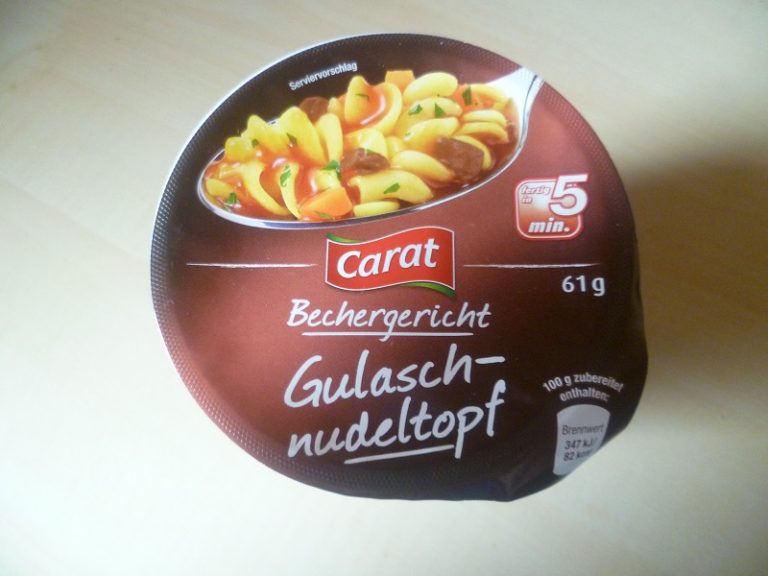 Serviervorschlag
fertig
in 5
min.
Carat
61g
Bechergericht
Gulasch-
nudeltopf
100 g zubereitet
enthalten:
Brennwert
347 kJ/
82 kcal